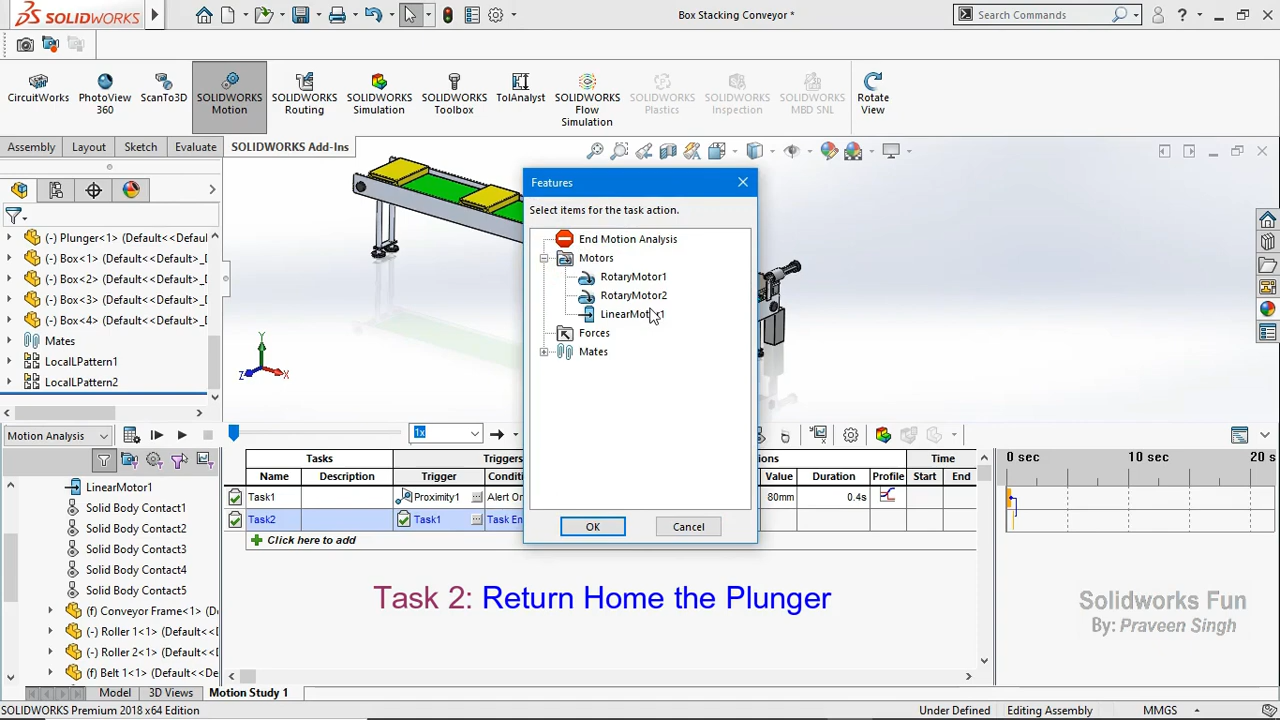 SOLIDWORKS
Box Stacking Conveyor *
Search Commands
?
CircuitWorks
PhotoView 360
ScanTo3D
SOLIDWORKS Motion
SOLIDWORKS Routing
SOLIDWORKS Simulation
SOLIDWORKS Toolbox
TolAnalyst
SOLIDWORKS Flow Simulation
SOLIDWORKS Plastics
SOLIDWORKS Inspection
SOLIDWORKS MBD SNL
Rotate View
Assembly
Layout
Sketch
Evaluate
SOLIDWORKS Add-Ins
(-) Plunger<1> (Default<<Defau
(-) Box<1> (Default<<Default>_D
(-) Box<2> (Default<<Default>_D
(-) Box<3> (Default<<Default>_D
(-) Box<4> (Default<<Default>_D
Mates
LocalLPattern1
LocalLPattern2
Y
Z
X
Features
Select items for the task action.
End Motion Analysis
Motors
RotaryMotor1
RotaryMotor2
Forces
Mates
OK
Cancel
Motion Analysis
1x
LinearMotor1
Solid Body Contact1
Solid Body Contact2
Solid Body Contact3
Solid Body Contact4
Solid Body Contact5
(f) Conveyor Frame<1> (D
(-) Roller 1<1> (Default<<D
(-) Roller 2<1> (Default<<D
(f) Belt 1<1> (Default<<De
Tasks
Triggers
Time
Name
Description
Trigger
Value
Duration
Profile
Start
End
Task1
Proximity1
Alert On
80mm
0.4s
Task2
Task1
Task En
Click here to add
0 sec
10 sec
20 s
Task 2: Return Home the Plunger
Solidworks Fun
By: Praveen Singh
Model
3D Views
Motion Study 1
SOLIDWORKS Premium 2018 x64 Edition
Under Defined
Editing Assembly
MMGS